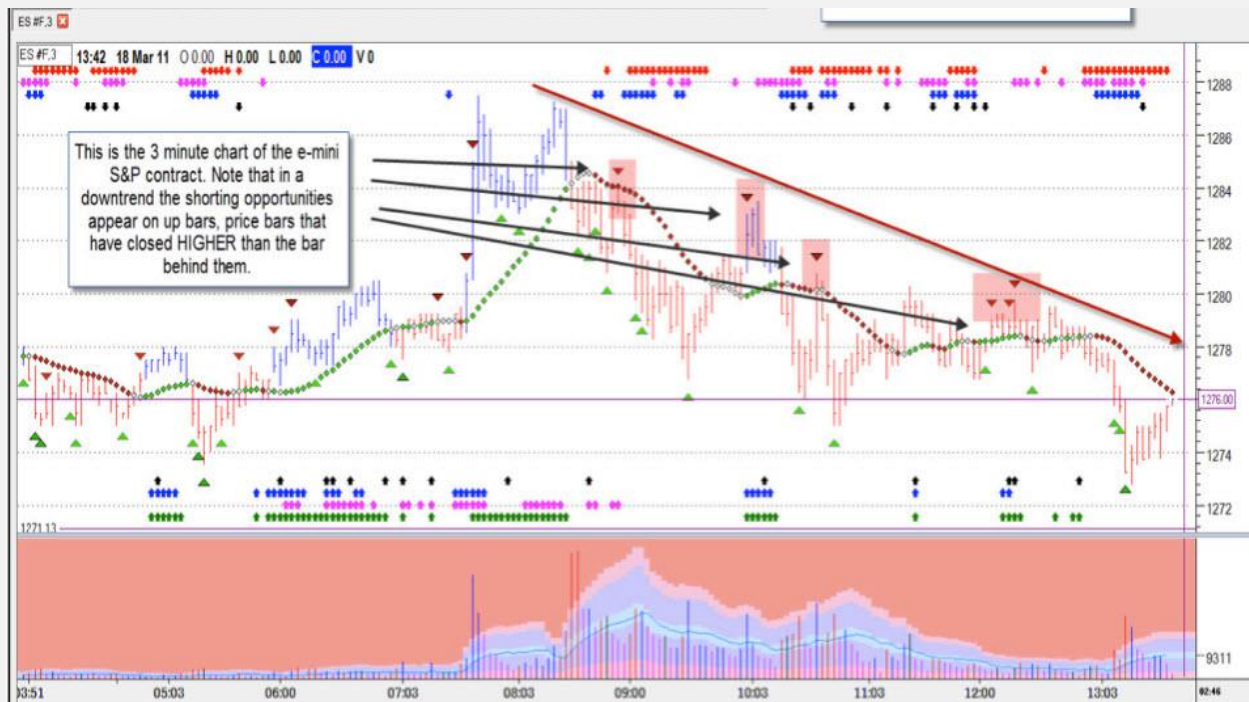 ES #F,3
ES #F,3 13:42 18 Mar 11 O 0.00 H 0.00 L 0.00 C 0.00 V 0
This is the 3 minute chart of the e-mini
S&P contract. Note that in a
downtrend the shorting opportunities
appear on up bars, price bars that
have closed HIGHER than the bar
behind them.
1288
1286
1284
1282
1280
1278
1276.00
1274
1272
1271.13
9311
03:51 05:03 06:00 07:03 08:03 09:00 10:03 11:03 12:00 13:03 02:46